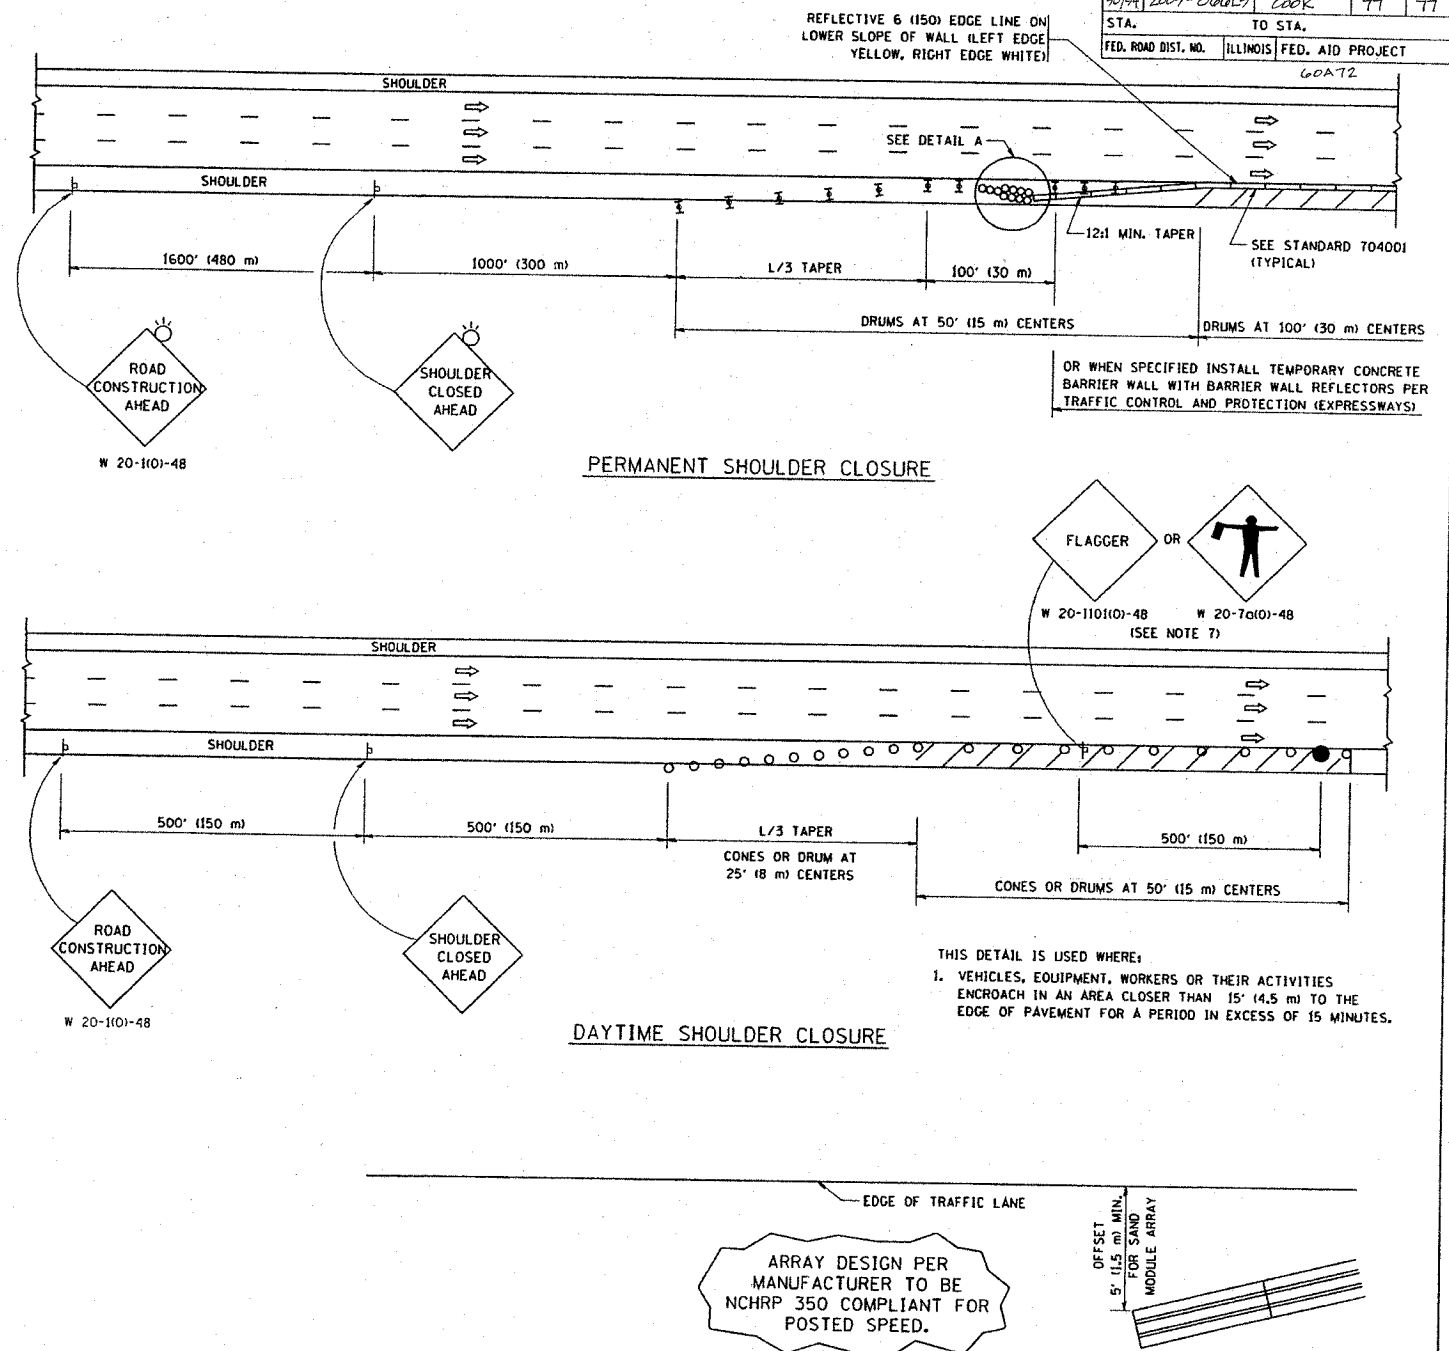 COOK 77 77
STA. TO STA.
FED. ROAD DIST. NO. ILLINOIS FED. AID PROJECT
60A72
REFLECTIVE 6 (150) EDGE LINE ON
LOWER SLOPE OF WALL (LEFT EDGE
YELLOW, RIGHT EDGE WHITE)
SHOULDER
SEE DETAIL A
SHOULDER
12:1 MIN. TAPER
SEE STANDARD 704001
(TYPICAL)
1600' (480 m)
1000' (300 m)
L/3 TAPER
100' (30 m)
DRUMS AT 50' (15 m) CENTERS
DRUMS AT 100' (30 m) CENTERS
OR WHEN SPECIFIED INSTALL TEMPORARY CONCRETE
BARRIER WALL WITH BARRIER WALL REFLECTORS PER
TRAFFIC CONTROL AND PROTECTION (EXPRESSWAYS)
ROAD
CONSTRUCTION
AHEAD
W 20-1(O)-48
SHOULDER
CLOSED
AHEAD
PERMANENT SHOULDER CLOSURE
FLAGGER
OR
W 20-1101(O)-48
W 20-7a(O)-48
(SEE NOTE 7)
SHOULDER
SHOULDER
500' (150 m)
500' (150 m)
L/3 TAPER
CONES OR DRUM AT
25' (8 m) CENTERS
500' (150 m)
CONES OR DRUMS AT 50' (15 m) CENTERS
ROAD
CONSTRUCTION
AHEAD
W 20-1(O)-48
SHOULDER
CLOSED
AHEAD
THIS DETAIL IS USED WHERE:
1. VEHICLES, EQUIPMENT, WORKERS OR THEIR ACTIVITIES
ENCROACH IN AN AREA CLOSER THAN 15' (4.5 m) TO THE
EDGE OF PAVEMENT FOR A PERIOD IN EXCESS OF 15 MINUTES.
DAYTIME SHOULDER CLOSURE
EDGE OF TRAFFIC LANE
OFFSET
5' (1.5 m) MIN.
FOR SAND
MODULE ARRAY
ARRAY DESIGN PER
MANUFACTURER TO BE
NCHRP 350 COMPLIANT FOR
POSTED SPEED.